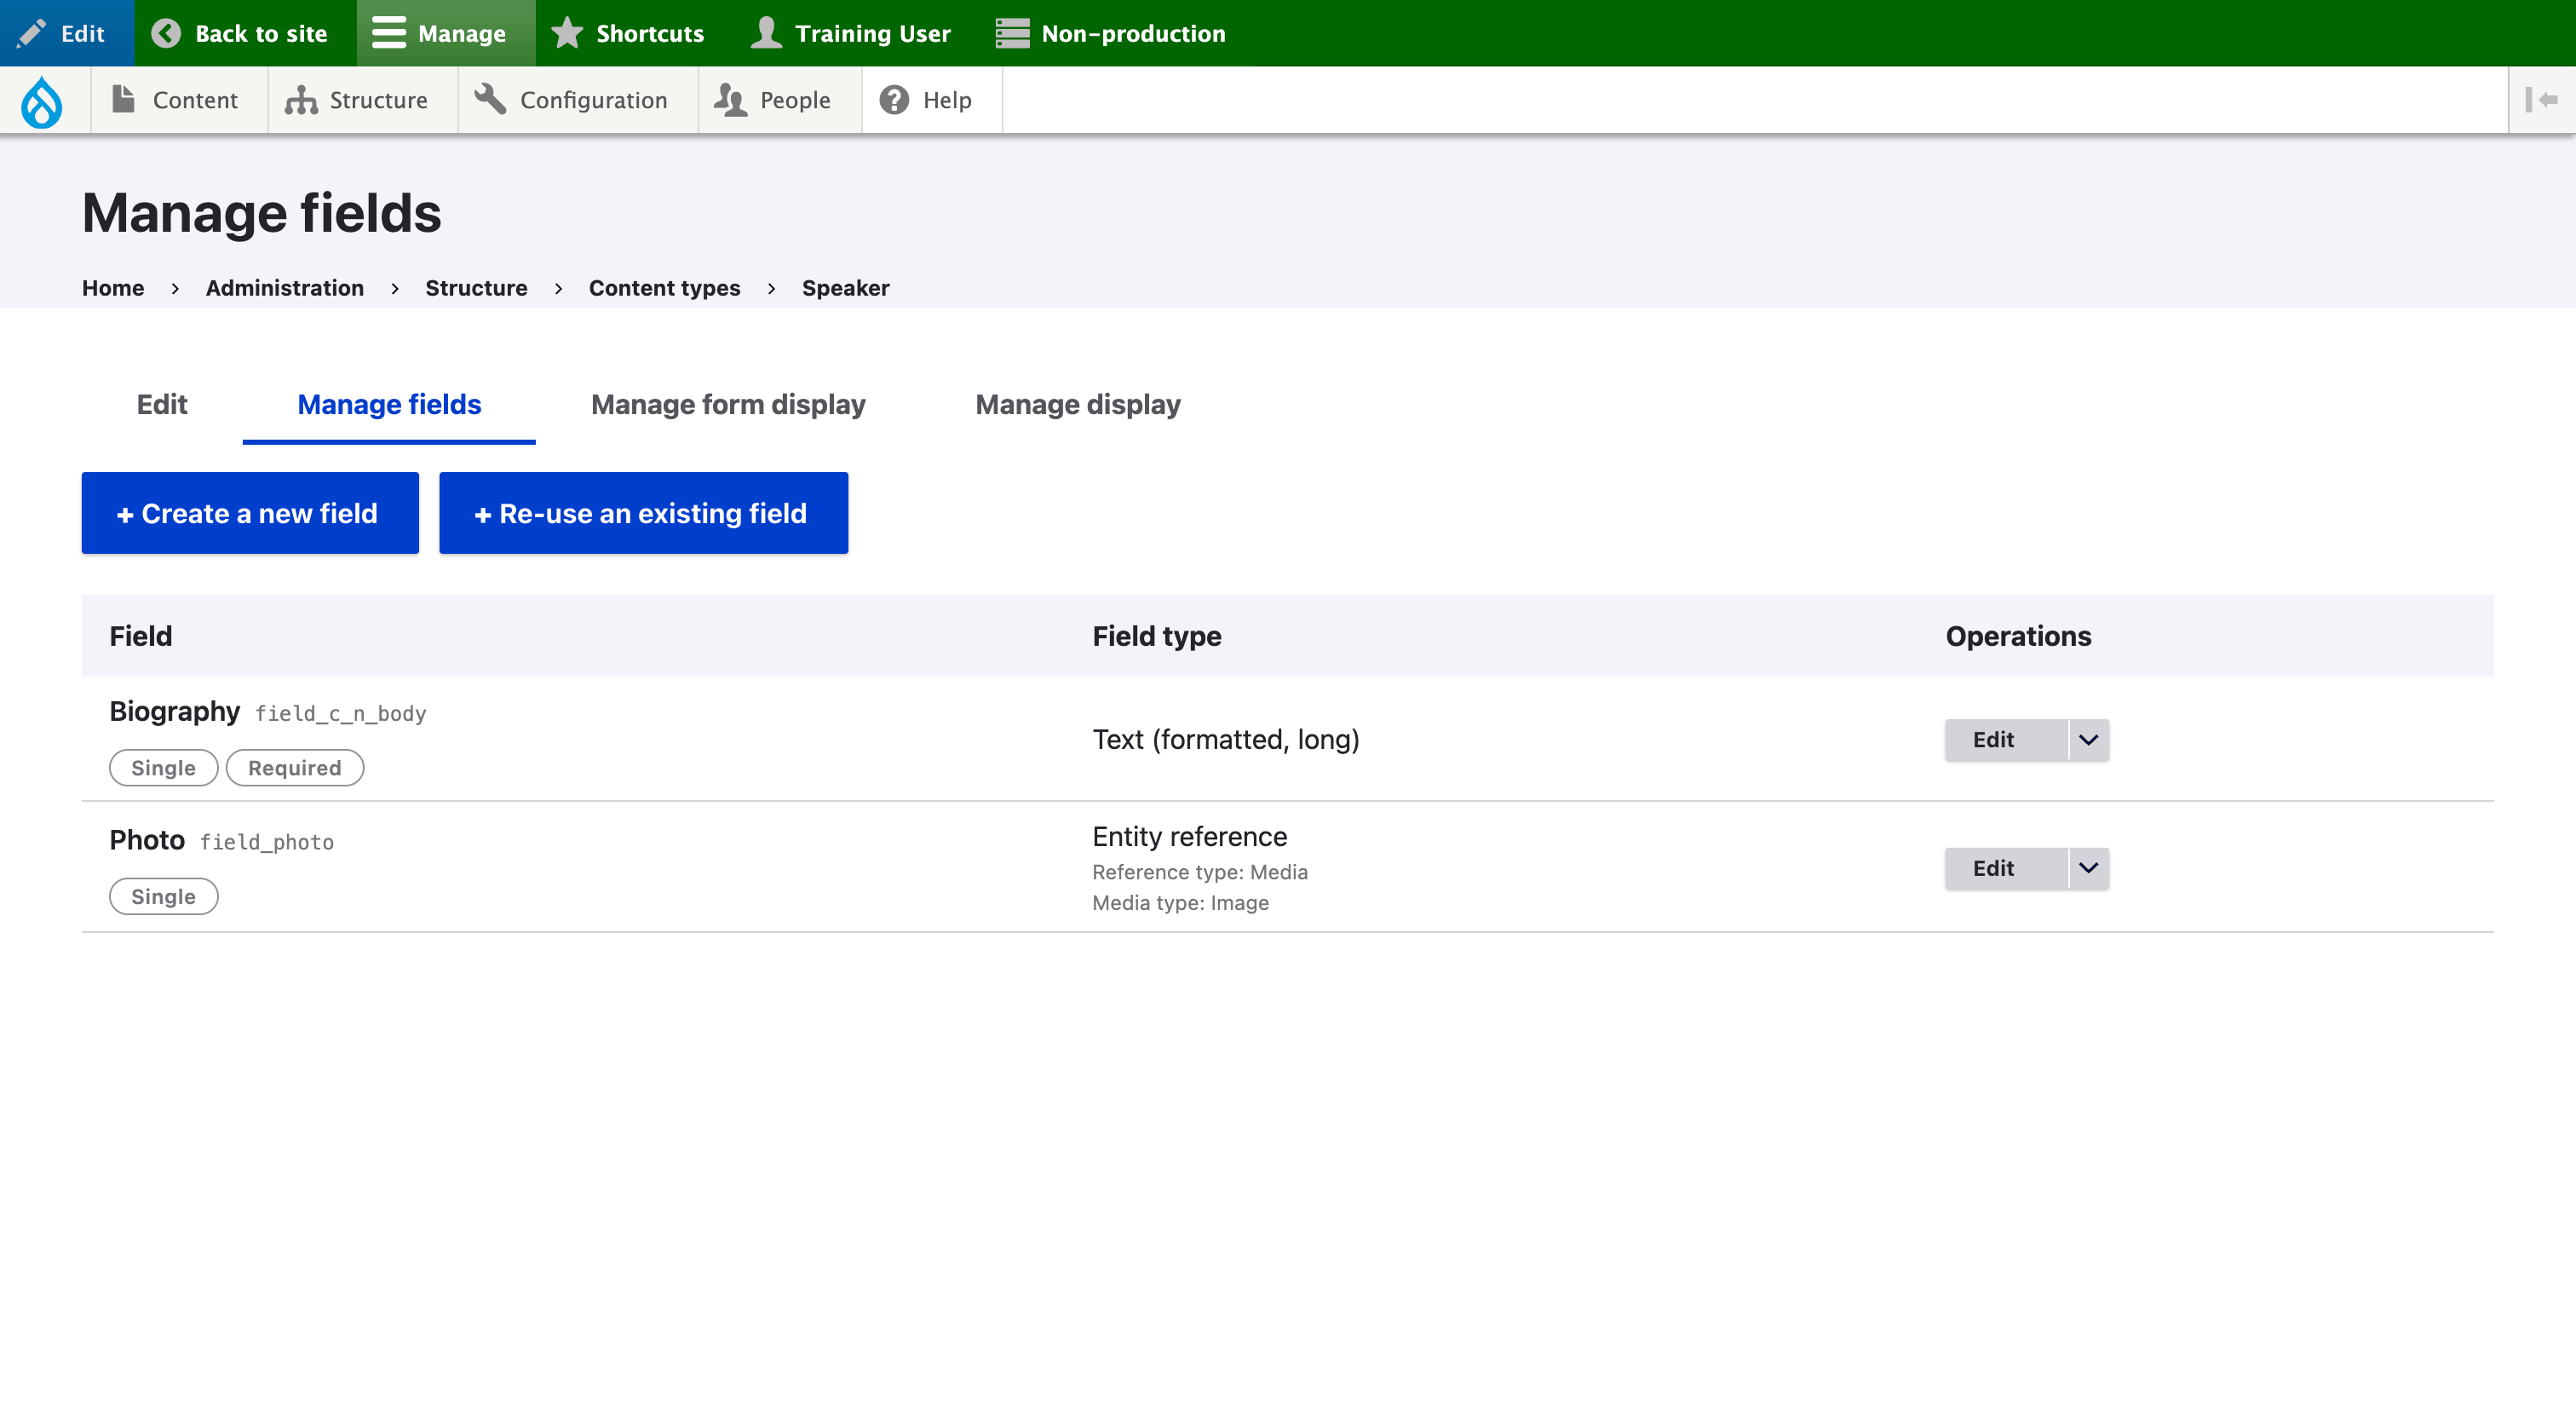 Edit Back to site Manage Shortcuts Training User Non-production
Content Structure Configuration People Help
Manage fields
Home › Administration › Structure › Content types › Speaker
Edit Manage fields Manage form display Manage display
+ Create a new field + Re-use an existing field
Field Field type Operations
Biography field_c_n_body
Single Required
Text (formatted, long)
Edit
Photo field_photo
Single
Entity reference
Reference type: Media
Media type: Image
Edit